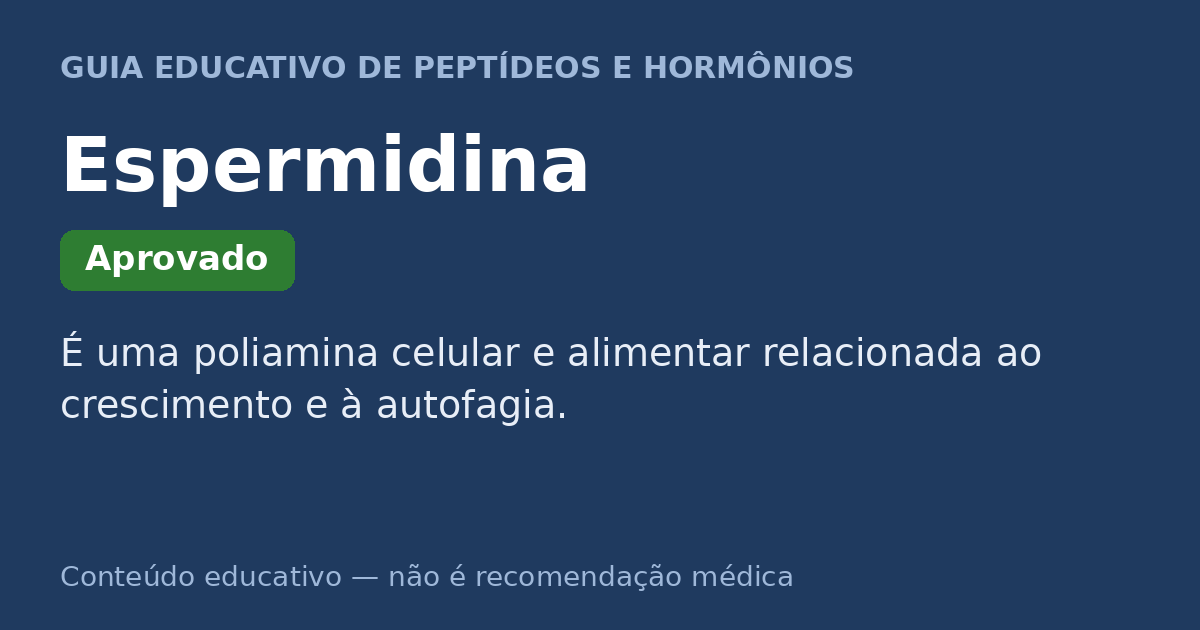 GUIA EDUCATIVO DE PEPTÍDEOS E HORMÔNIOS
Espermidina
Aprovado
É uma poliamina celular e alimentar relacionada ao
crescimento e à autofagia.
Conteúdo educativo — não é recomendação médica